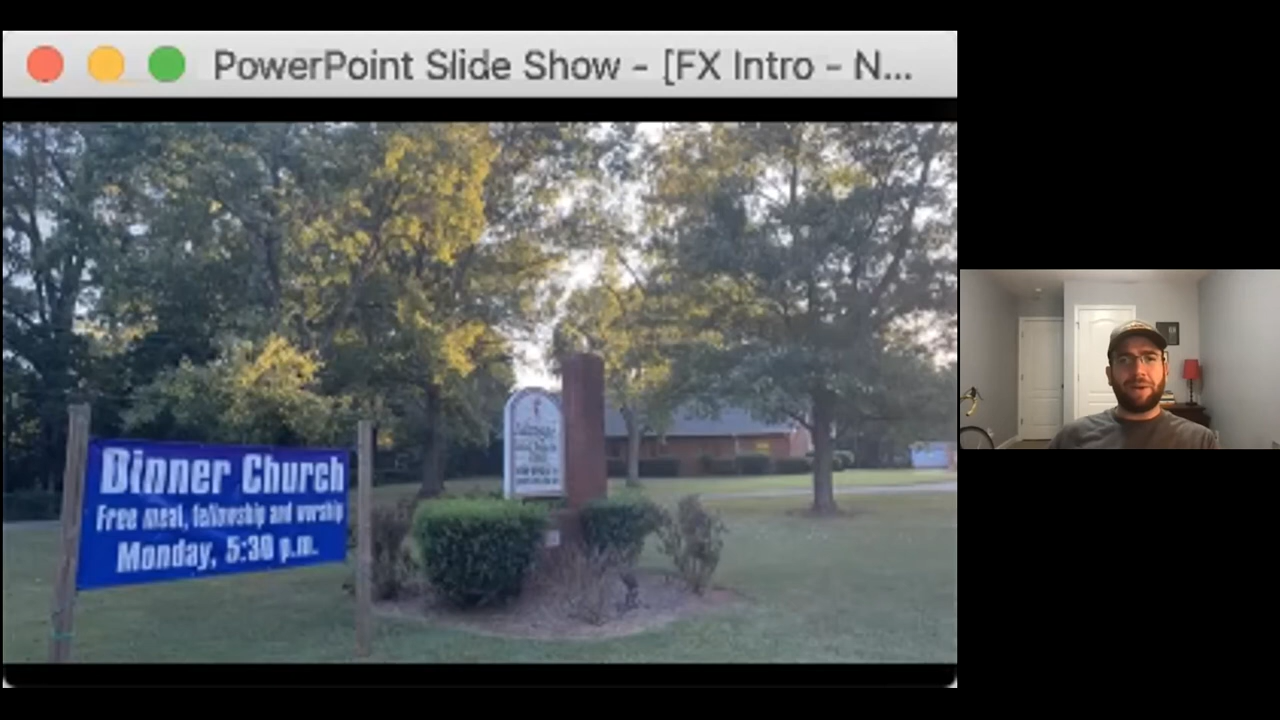 PowerPoint Slide Show - [FX Intro - N...
Dinner Church
Free meal, fellowship and worship
Monday, 5:30 p.m.